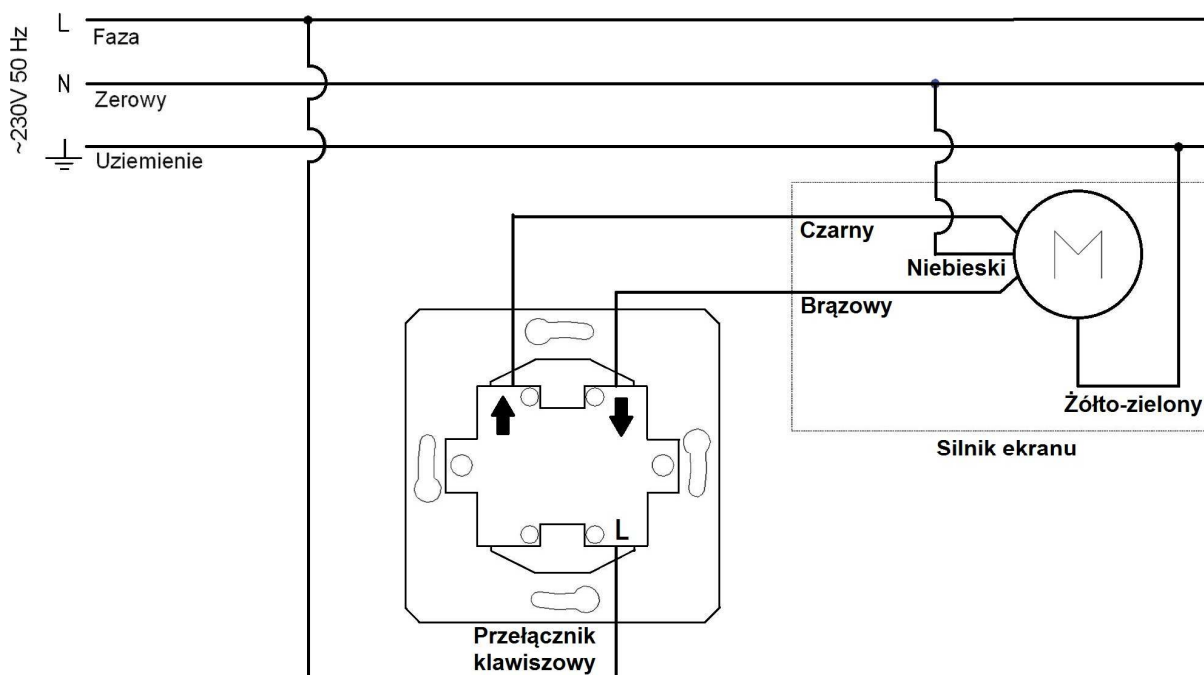 ~230V 50 Hz
L
Faza
N
Zerowy
Uziemienie
Czarny
Niebieski
Brązowy
M
Żółto-zielony
Silnik ekranu
L
Przełącznik
klawiszowy